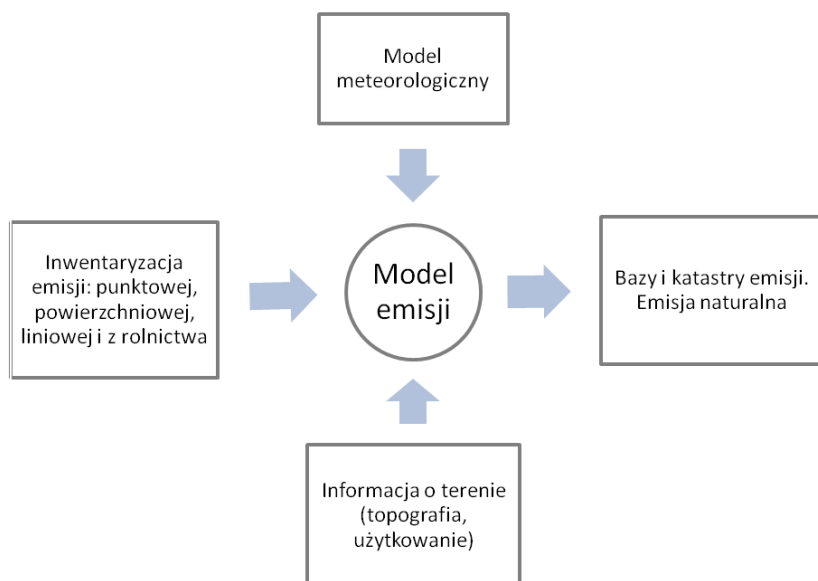 Model
meteorologiczny
Inwentaryzacja
emisji: punktowej,
powierzchniowej,
liniowej i z rolnictwa
Model
emisji
Bazy i katastry emisji.
Emisja naturalna
Informacja o terenie
(topografia,
użytkowanie)